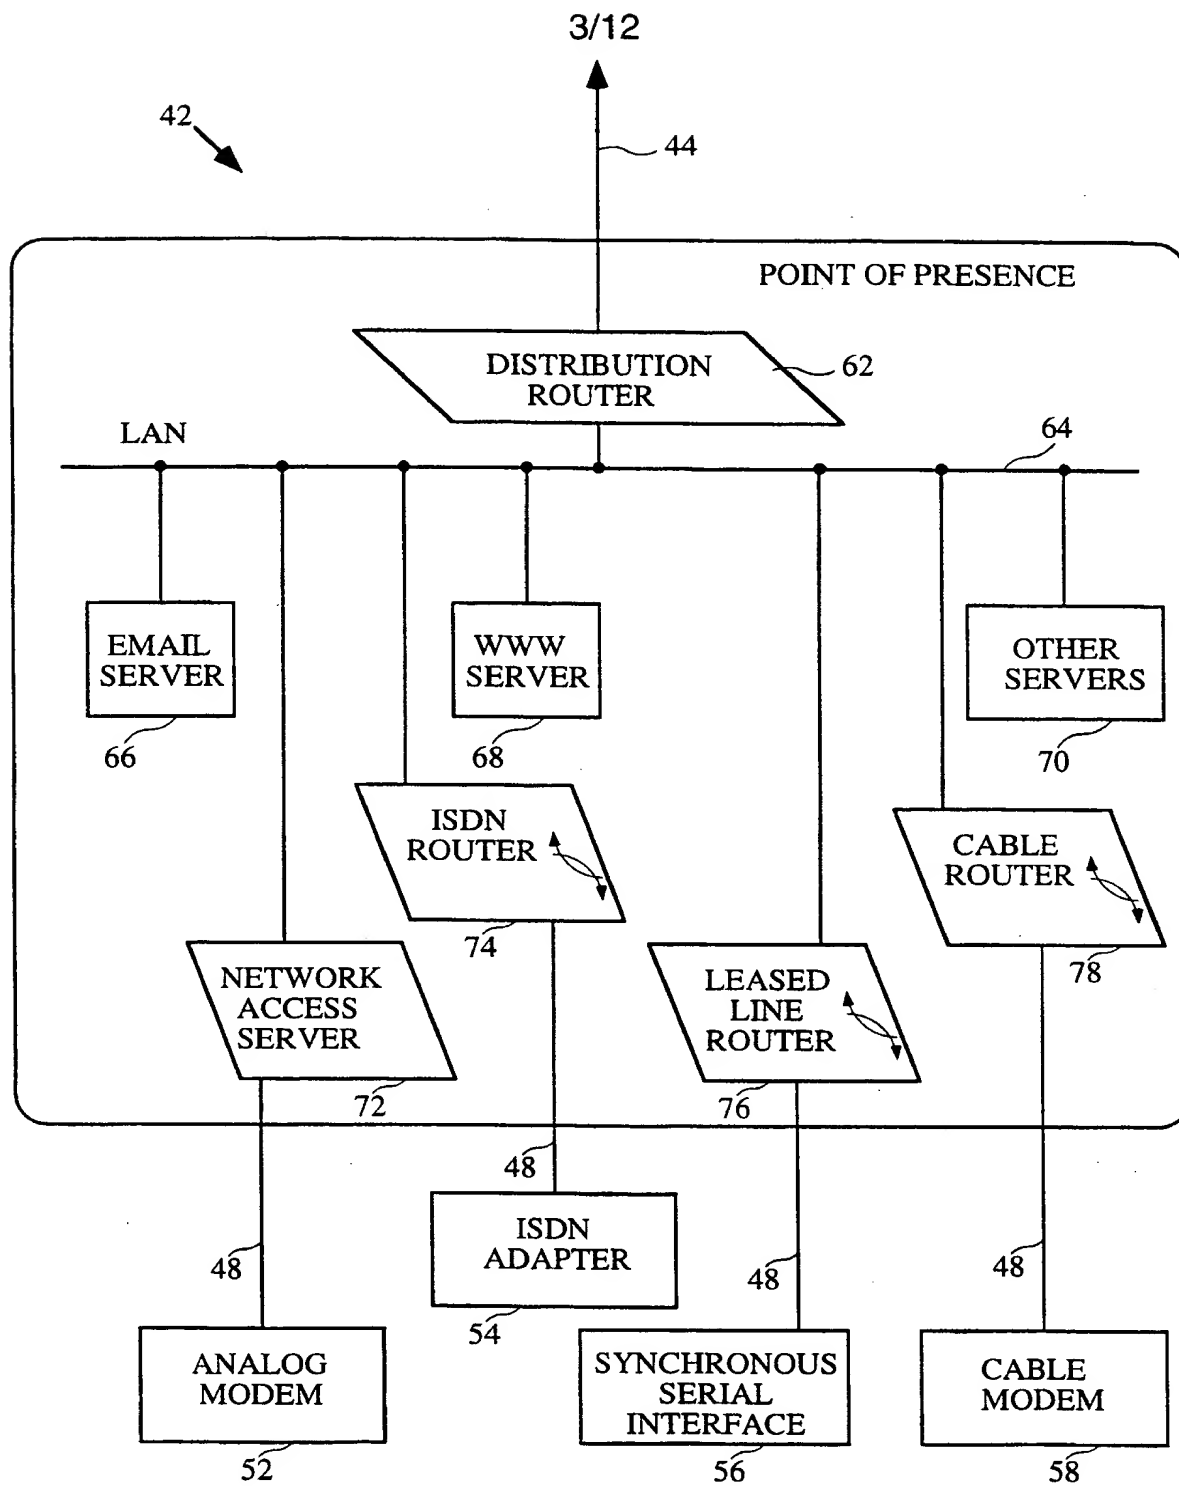 3/12
42
44
POINT OF PRESENCE
DISTRIBUTION
ROUTER
62
LAN
64
EMAIL
SERVER
66
WWW
SERVER
68
OTHER
SERVERS
70
ISDN
ROUTER
74
CABLE
ROUTER
78
NETWORK
ACCESS
SERVER
72
LEASED
LINE
ROUTER
76
48
ISDN
ADAPTER
54
48
48
48
ANALOG
MODEM
52
SYNCHRONOUS
SERIAL
INTERFACE
56
CABLE
MODEM
58